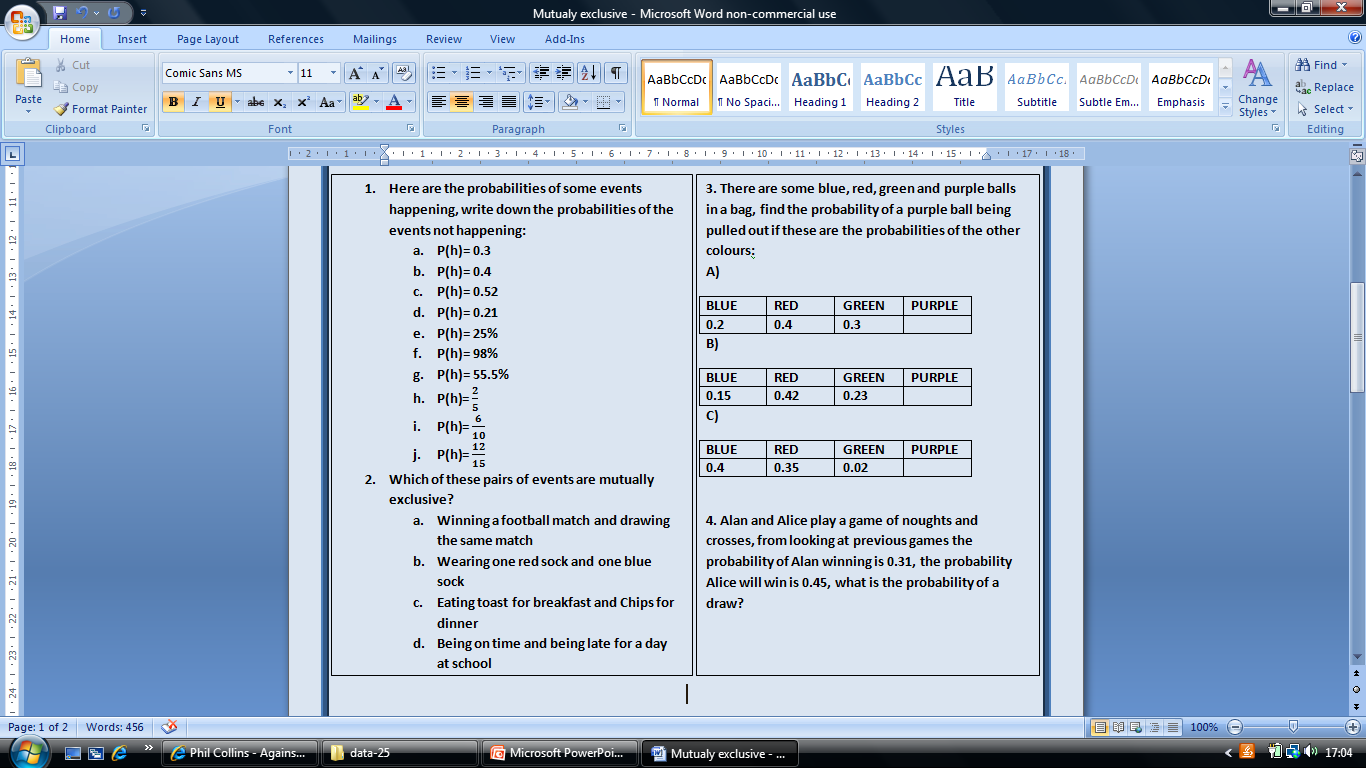 Mutualy exclusive - Microsoft Word non-commercial use
Home Insert Page Layout References Mailings Review View Add-Ins
Paste
Cut
Copy
Format Painter
Clipboard
Comic Sans MS 11
Font
Paragraph
AaBbCcDc AaBbCcDc AaBbC AaBbCc AaB AaBbCc. AaBbCcDc AaBbCcDc
¶ Normal ¶ No Spaci... Heading 1 Heading 2 Title Subtitle Subtle Em... Emphasis
Styles
Change Styles
Find
Replace
Select
Editing
1. Here are the probabilities of some events
happening, write down the probabilities of the
events not happening:
a. P(h)= 0.3
b. P(h)= 0.4
c. P(h)= 0.52
d. P(h)= 0.21
e. P(h)= 25%
f. P(h)= 98%
g. P(h)= 55.5%
h. P(h)= 2/5
i. P(h)= 6/10
j. P(h)= 12/15
2. Which of these pairs of events are mutually
exclusive?
a. Winning a football match and drawing
the same match
b. Wearing one red sock and one blue
sock
c. Eating toast for breakfast and Chips for
dinner
d. Being on time and being late for a day
at school
3. There are some blue, red, green and purple balls
in a bag, find the probability of a purple ball being
pulled out if these are the probabilities of the other
colours:
A)
BLUE RED GREEN PURPLE
0.2 0.4 0.3
B)
BLUE RED GREEN PURPLE
0.15 0.42 0.23
C)
BLUE RED GREEN PURPLE
0.4 0.35 0.02
4. Alan and Alice play a game of noughts and
crosses, from looking at previous games the
probability of Alan winning is 0.31, the probability
Alice will win is 0.45, what is the probability of a
draw?
Page: 1 of 2 Words: 456 100%
Phil Collins - Agains... data-25 Microsoft PowerPoi... Mutualy exclusive - ... 17:04